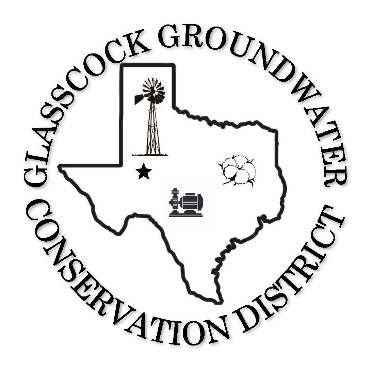 GLASSCOCK GROUNDWATER
CONSERVATION DISTRICT